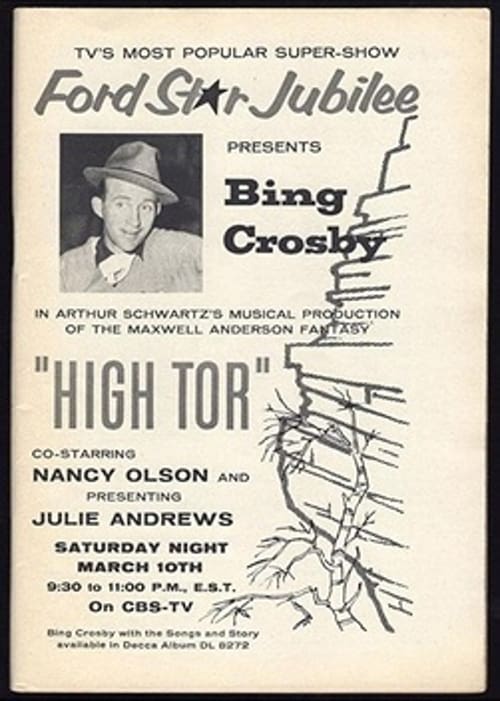 TV'S MOST POPULAR SUPER-SHOW
Ford Star Jubilee
PRESENTS
Bing
Crosby
IN ARTHUR SCHWARTZ'S MUSICAL PRODUCTION
OF THE MAXWELL ANDERSON FANTASY
"HIGH TOR"
CO-STARRING
NANCY OLSON AND
PRESENTING
JULIE ANDREWS
SATURDAY NIGHT
MARCH 10TH
9:30 to 11:00 P.M., E.S.T.
On CBS-TV
Bing Crosby with the Songs and Story
available in Decca Album DL 8272